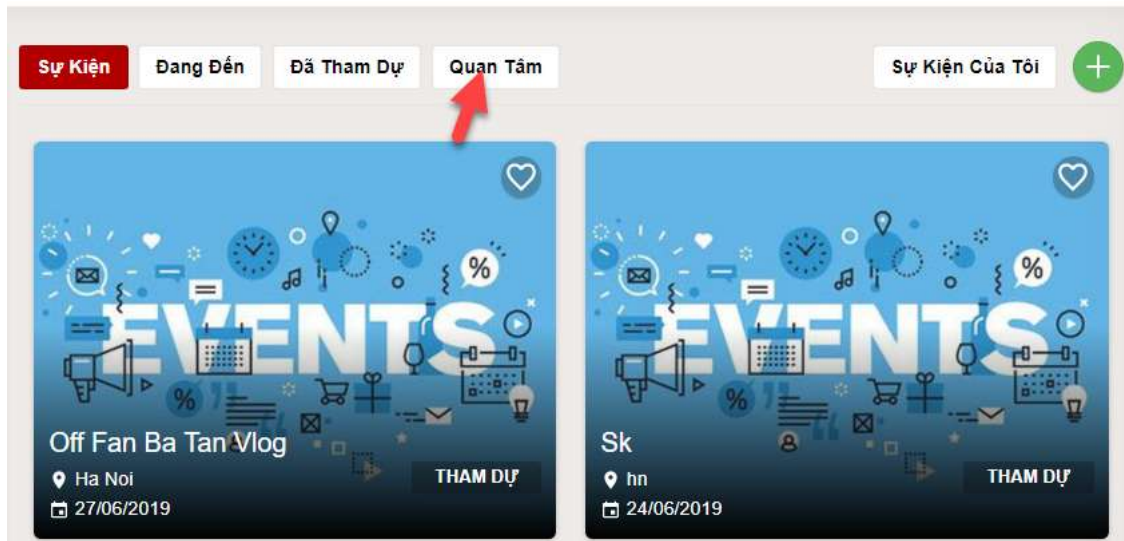 Sự Kiện Đang Đến Đã Tham Dự Quan Tâm Sự Kiện Của Tôi
%
EVENTS
%
Off Fan Ba Tan Vlog
Ha Noi THAM DỰ
27/06/2019
%
EVENTS
%
Sk
hn THAM DỰ
24/06/2019